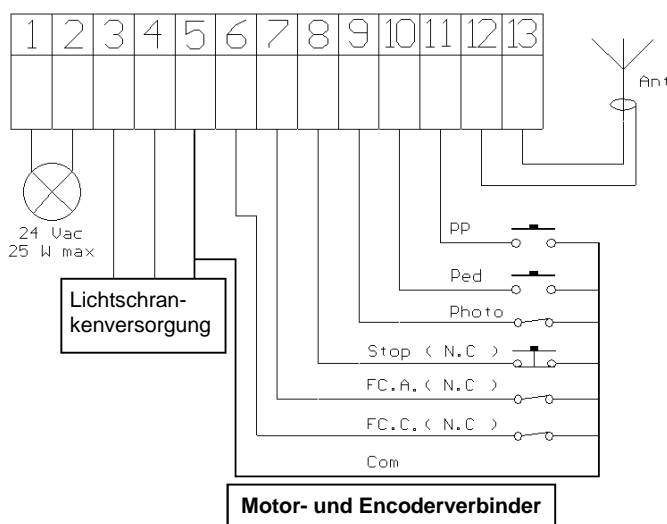 1 2 3 4 5 6 7 8 9 10 11 12 13
Ant
24 Vac
25 W max
PP
Ped
Lichtschran-
kenversorgung
Photo
Stop ( N.C )
FC.A.( N.C )
FC.C.( N.C )
Com
Motor- und Encoderverbinder